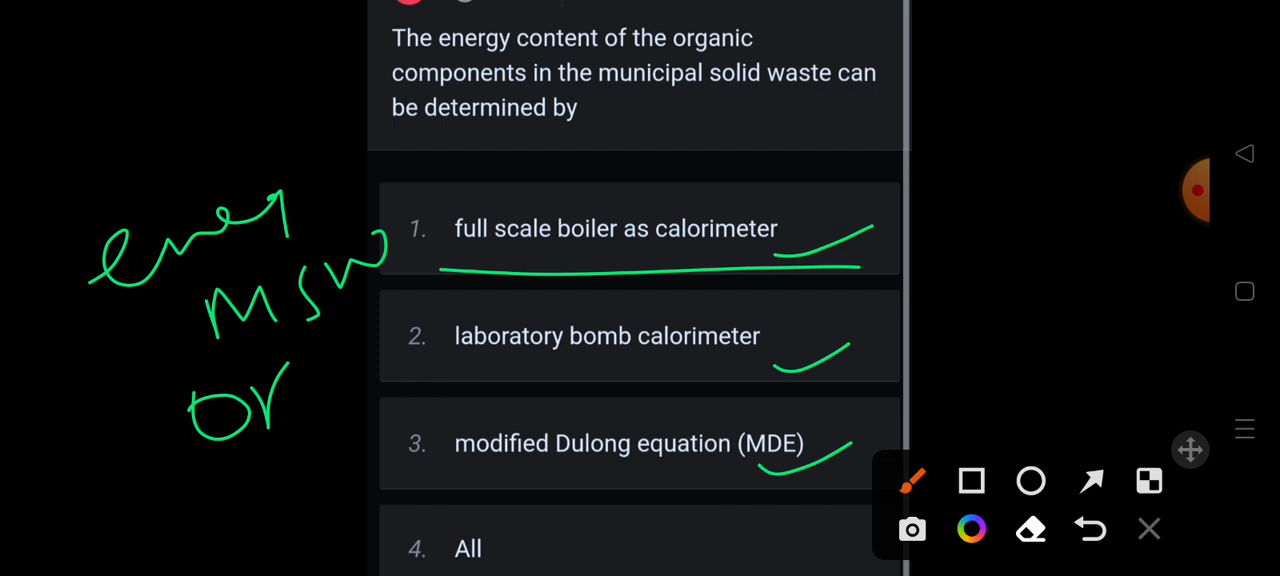 The energy content of the organic
components in the municipal solid waste can
be determined by
1. full scale boiler as calorimeter
2. laboratory bomb calorimeter
3. modified Dulong equation (MDE)
4. All
MSW
or